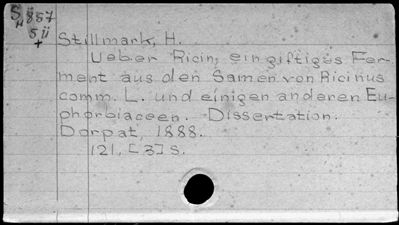 S 857
5 ü
+
Stillmark, H.
Ueber Ricin, ein giftiges Fer-
ment aus den Samen von Ricinus
comm. L. und einigen anderen Eu-
phorbiaceen. Dissertation.
Dorpat, 1888.
121, [3] S.